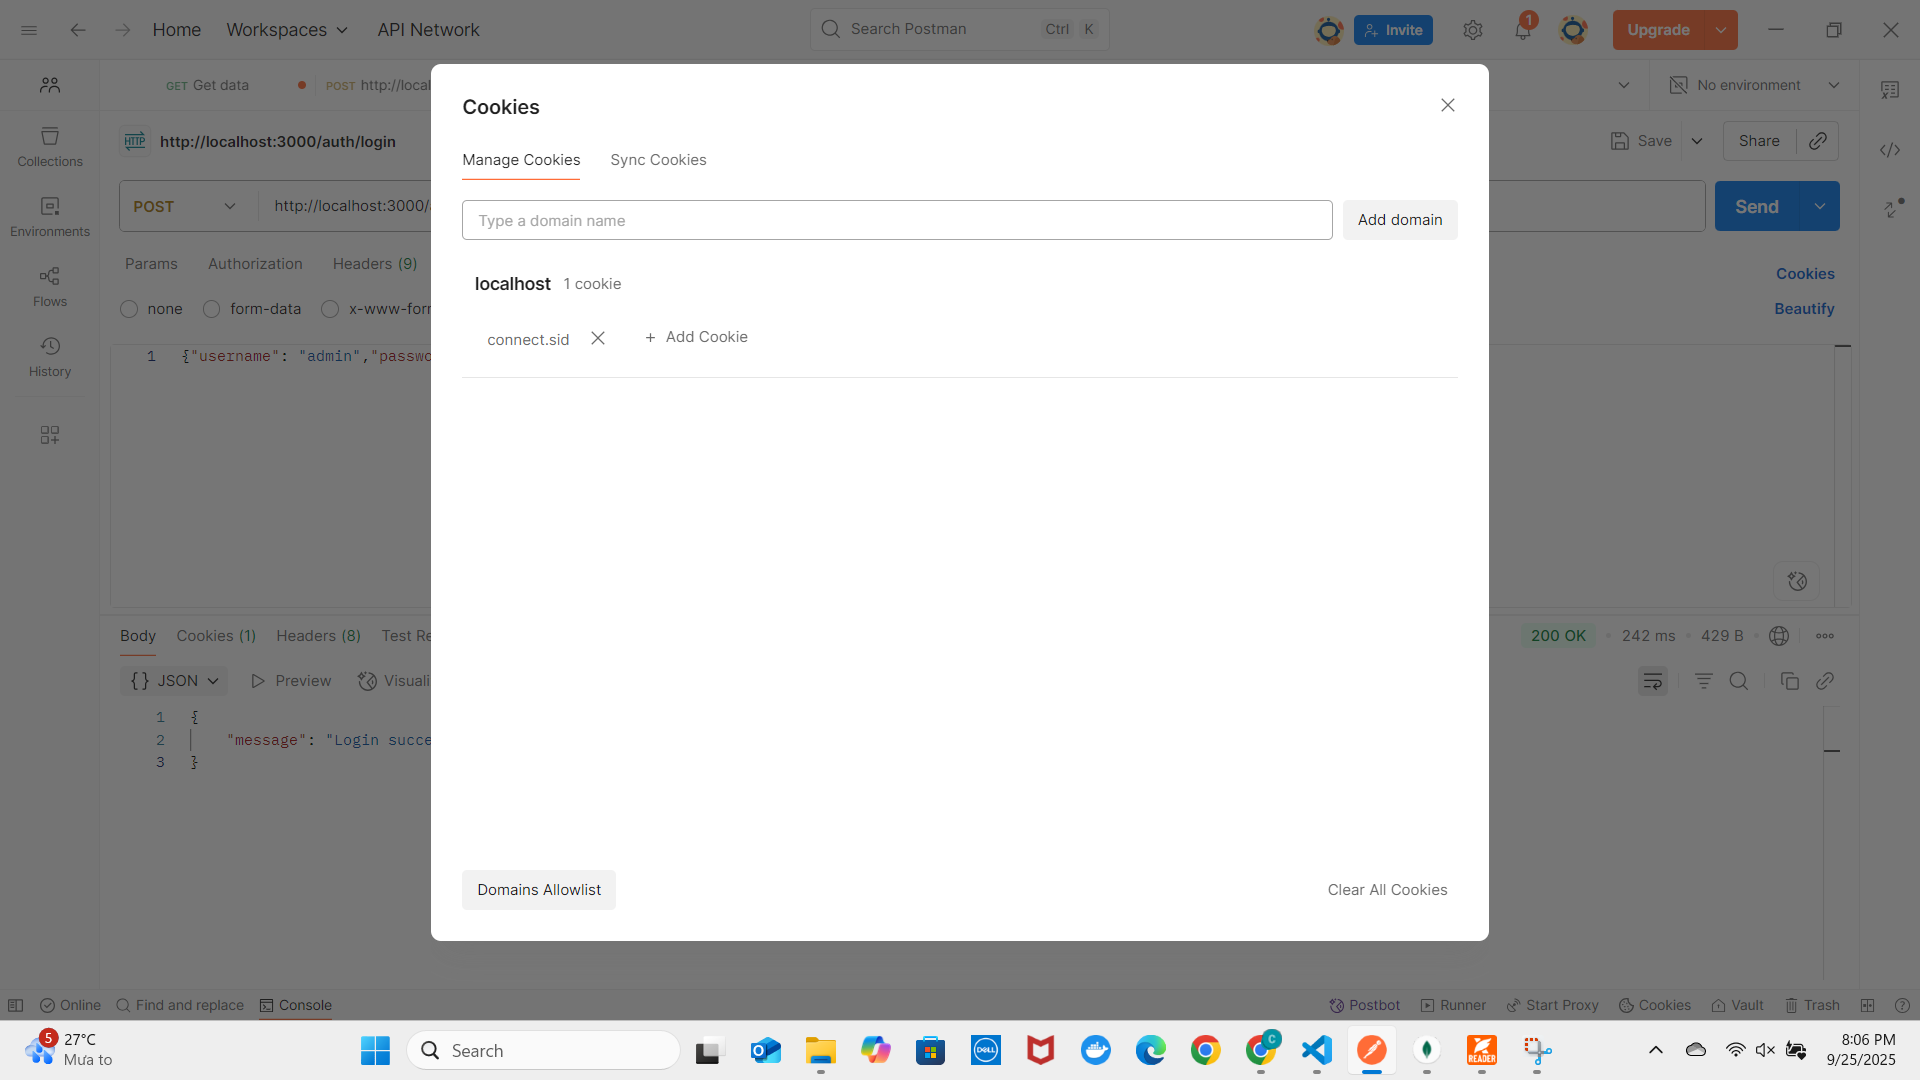 Home Workspaces API Network Search Postman Ctrl K Invite 1 Upgrade
GET Get data POST http://local No environment
HTTP http://localhost:3000/auth/login Save Share
POST http://localhost:3000/ Send
Params Authorization Headers (9) Cookies
none form-data x-www-for Beautify
1 {"username": "admin","passwo
Collections
Environments
Flows
History
Cookies
Manage Cookies Sync Cookies
Type a domain name Add domain
localhost 1 cookie
connect.sid + Add Cookie
Domains Allowlist Clear All Cookies
Body Cookies (1) Headers (8) Test Re 200 OK 242 ms 429 B
{} JSON Preview Visuali
1 {
2 "message": "Login succe
3 }
Online Find and replace Console Postbot Runner Start Proxy Cookies Vault Trash
5 27°C
Mưa to
Search
DELL
C
READER
8:06 PM
9/25/2025